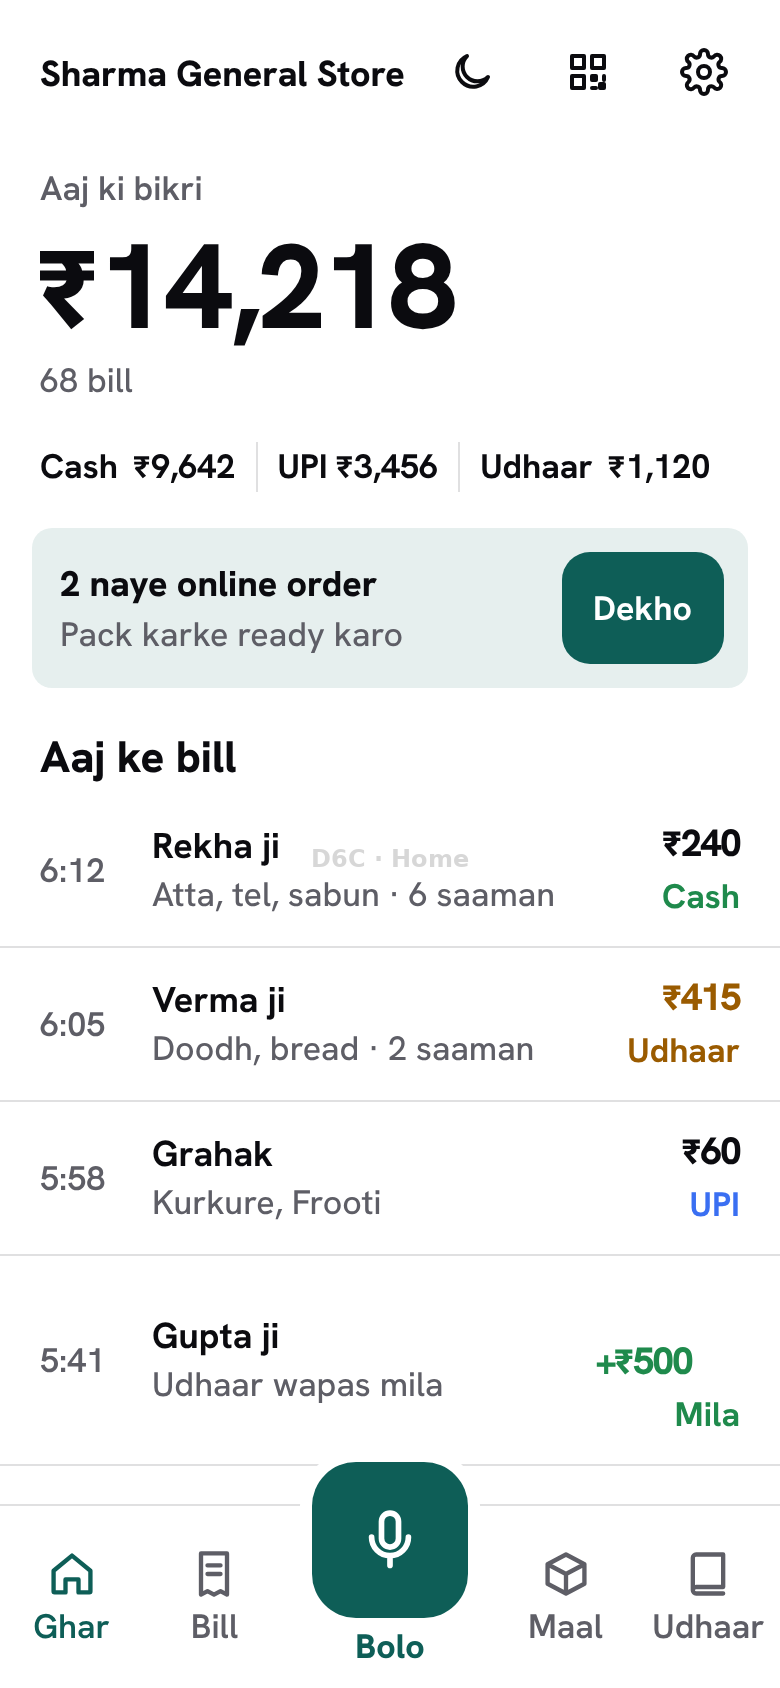 Sharma General Store
Aaj ki bikri
₹14,218
68 bill
Cash ₹9,642 UPI ₹3,456 Udhaar ₹1,120
2 naye online order
Pack karke ready karo
Dekho
Aaj ke bill
6:12
Rekha ji
D6C · Home
Atta, tel, sabun · 6 saaman
₹240
Cash
6:05
Verma ji
Doodh, bread · 2 saaman
₹415
Udhaar
5:58
Grahak
Kurkure, Frooti
₹60
UPI
5:41
Gupta ji
Udhaar wapas mila
+₹500
Mila
Ghar
Bill
Bolo
Maal
Udhaar